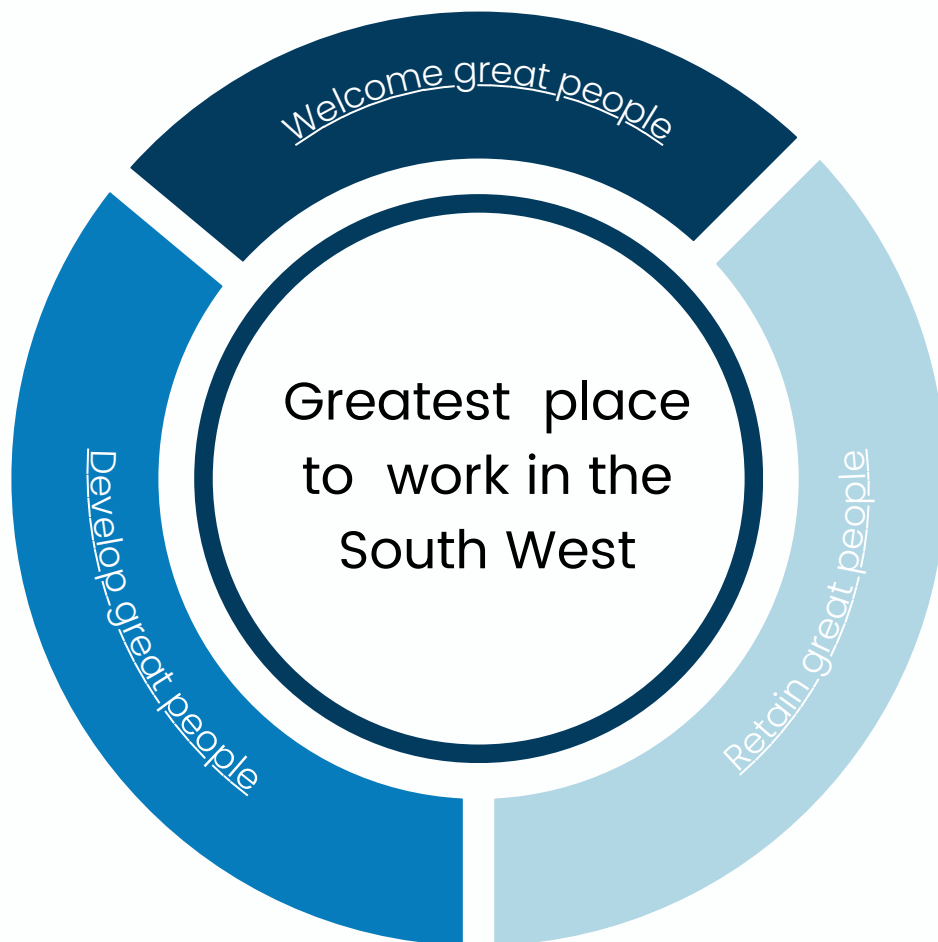 Welcome great people
Greatest place
to work in the
South West
Develop great people
Retain great people